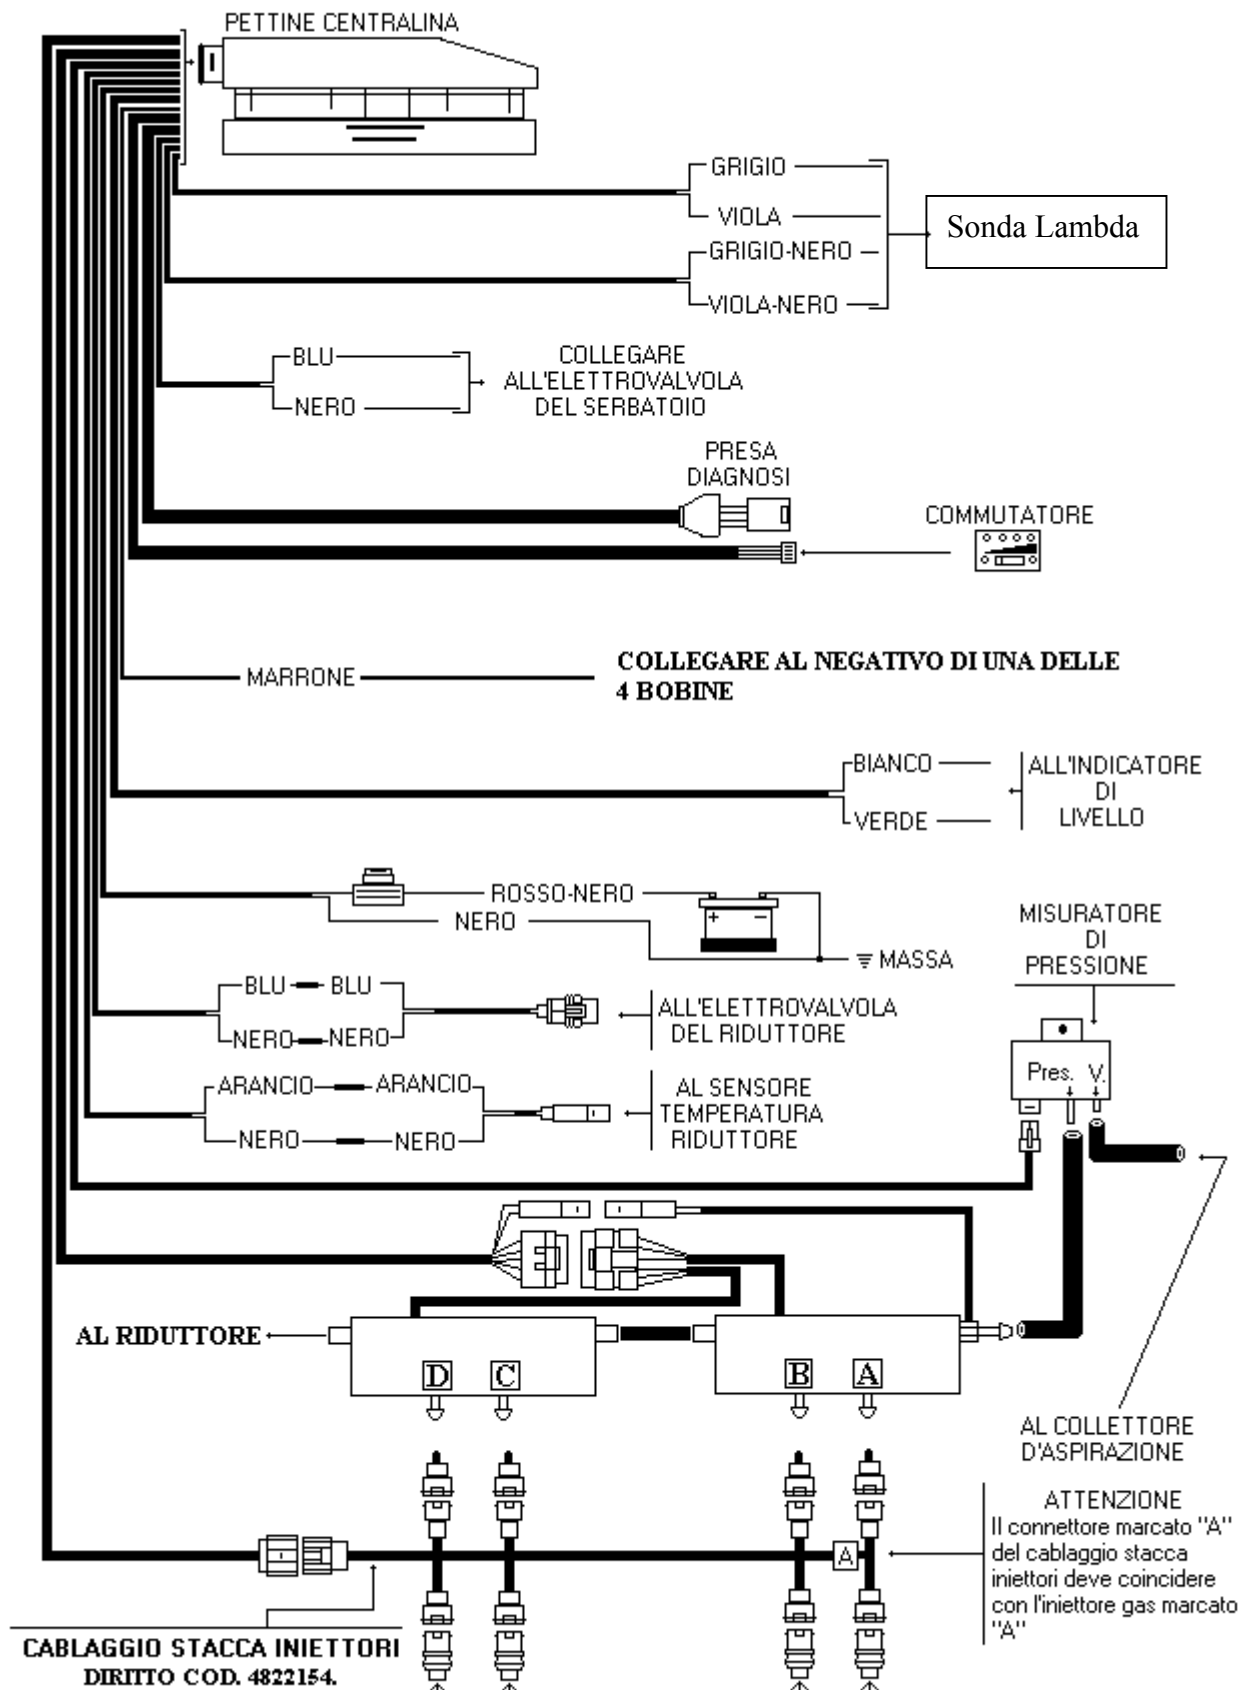 PETTINE CENTRALINA
GRIGIO
VIOLA
GRIGIO-NERO
VIOLA-NERO
Sonda Lambda
BLU
NERO
COLLEGARE
ALL'ELETTROVALVOLA
DEL SERBATOIO
PRESA
DIAGNOSI
COMMUTATORE
MARRONE
COLLEGARE AL NEGATIVO DI UNA DELLE
4 BOBINE
BIANCO
VERDE
ALL'INDICATORE
DI
LIVELLO
ROSSO-NERO
NERO
+ −
MASSA
MISURATORE
DI
PRESSIONE
Pres. V.
BLU BLU
NERO NERO
ALL'ELETTROVALVOLA
DEL RIDUTTORE
ARANCIO ARANCIO
NERO NERO
AL SENSORE
TEMPERATURA
RIDUTTORE
AL RIDUTTORE
D C B A
AL COLLETTORE
D'ASPIRAZIONE
ATTENZIONE
Il connettore marcato "A"
del cablaggio stacca
iniettori deve coincidere
con l'iniettore gas marcato
"A"
A
CABLAGGIO STACCA INIETTORI
DIRITTO COD. 4822154.